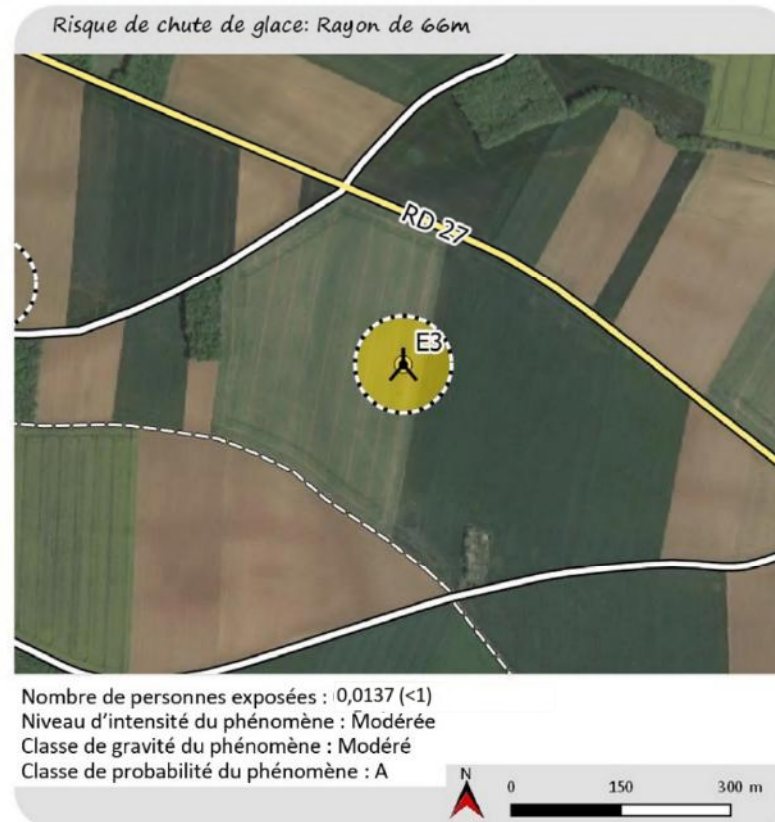 Risque de chute de glace: Rayon de 66m
RD 27
E3
Nombre de personnes exposées : 0,0137 (<1)
Niveau d'intensité du phénomène : Modérée
Classe de gravité du phénomène : Modéré
Classe de probabilité du phénomène : A
N
0 150 300 m